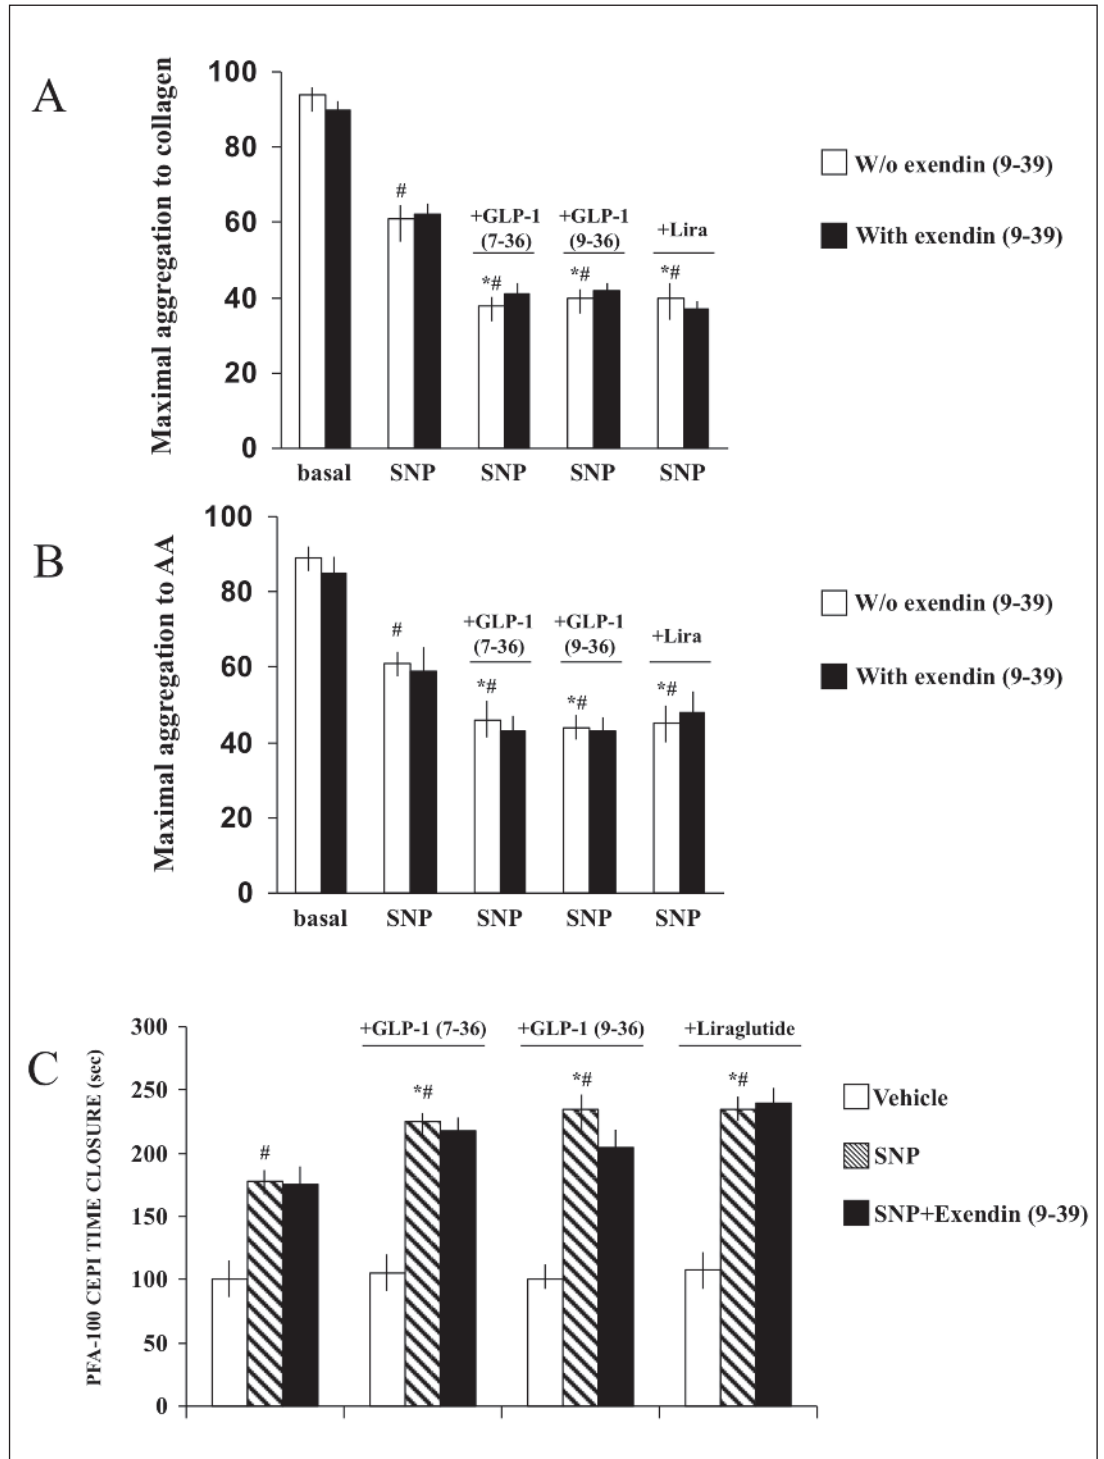 A
Maximal aggregation to collagen
100
80
60
40
20
0
#
+GLP-1
(7-36)
*#
+GLP-1
(9-36)
*#
+Lira
*#
basal
SNP
SNP
SNP
SNP
W/o exendin (9-39)
With exendin (9-39)
B
Maximal aggregation to AA
100
80
60
40
20
0
#
+GLP-1
(7-36)
*#
+GLP-1
(9-36)
*#
+Lira
*#
basal
SNP
SNP
SNP
SNP
W/o exendin (9-39)
With exendin (9-39)
C
PFA-100 CEPI TIME CLOSURE (sec)
300
250
200
150
100
50
0
#
+GLP-1 (7-36)
*#
+GLP-1 (9-36)
*#
+Liraglutide
*#
Vehicle
SNP
SNP+Exendin (9-39)